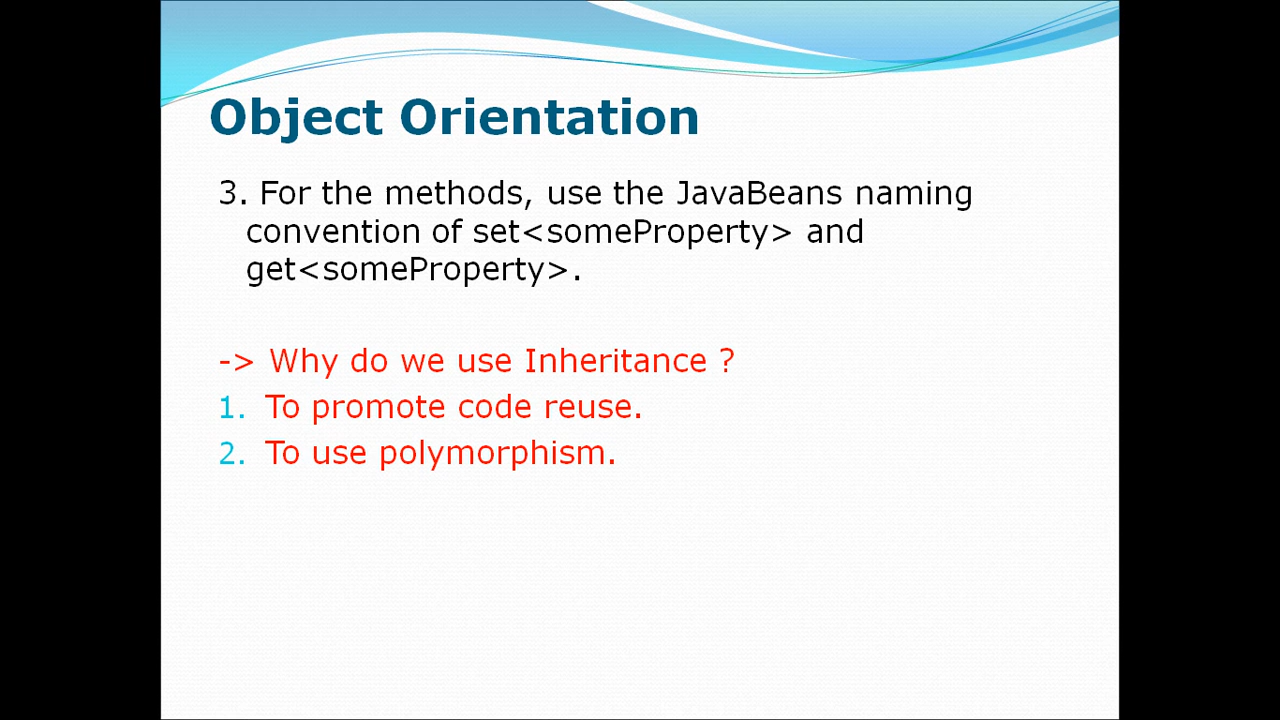 Object Orientation
3. For the methods, use the JavaBeans naming
convention of set<someProperty> and
get<someProperty>.
-> Why do we use Inheritance ?
1. To promote code reuse.
2. To use polymorphism.